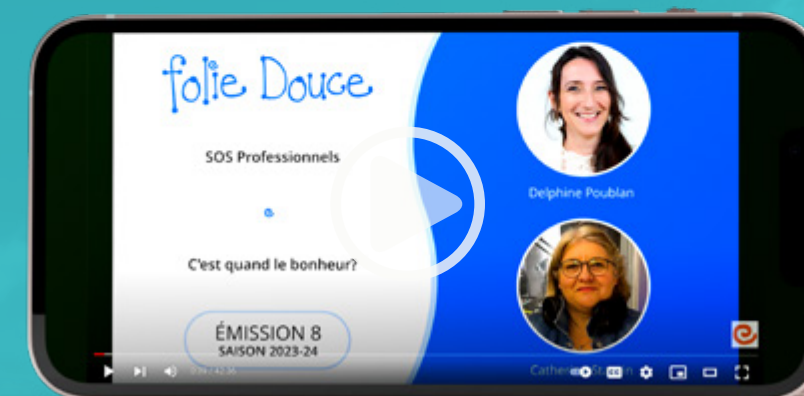 folie Douce
SOS Professionnels
C'est quand le bonheur?
ÉMISSION 8
SAISON 2023-24
Delphine Poublan